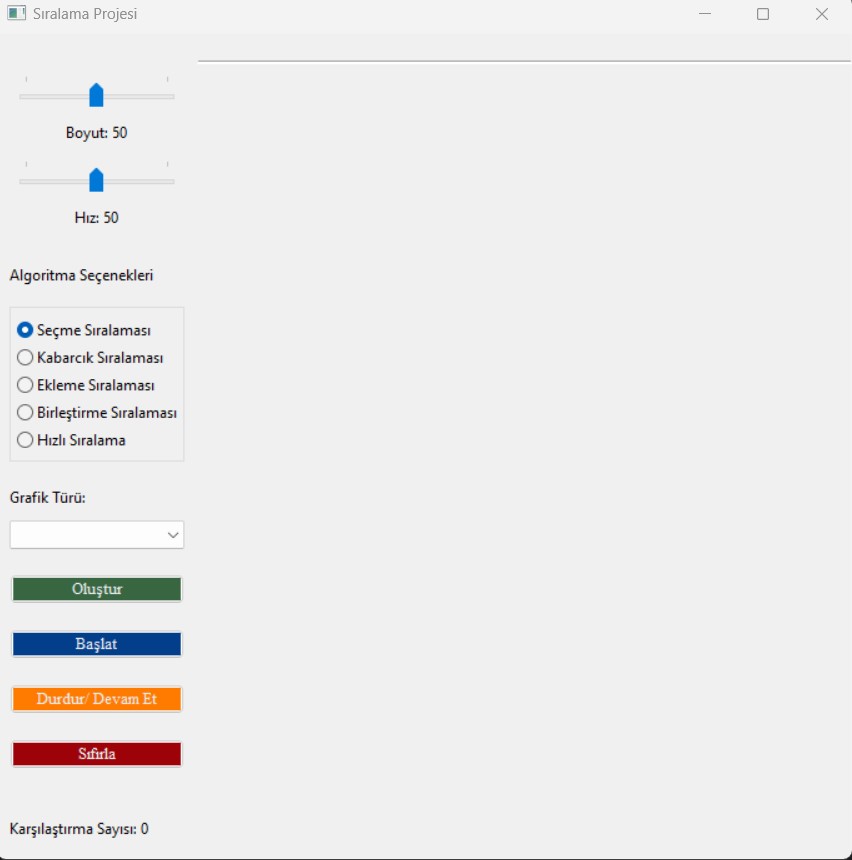 Sıralama Projesi
Boyut: 50
Hız: 50
Algoritma Seçenekleri
Seçme Sıralaması
Kabarcık Sıralaması
Ekleme Sıralaması
Birleştirme Sıralaması
Hızlı Sıralama
Grafik Türü:
Oluştur
Başlat
Durdur/ Devam Et
Sıfırla
Karşılaştırma Sayısı: 0